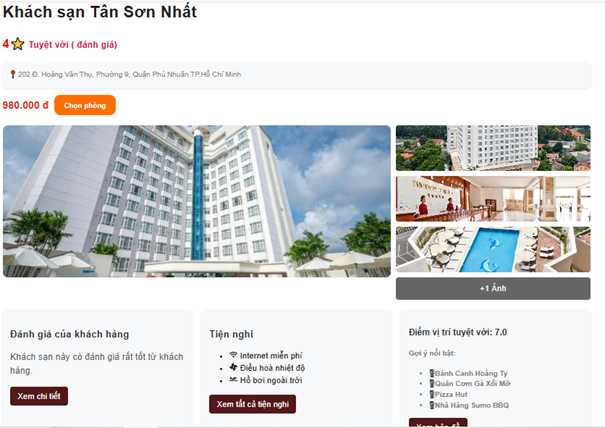 Khách sạn Tân Sơn Nhất
4 Tuyệt vời ( đánh giá)
202 Đ. Hoàng Văn Thụ, Phường 9, Quận Phú Nhuận TP.Hồ Chí Minh
980.000 đ Chọn phòng
+1 Ảnh
Đánh giá của khách hàng
Khách sạn này có đánh giá rất tốt từ khách
hàng.
Xem chi tiết
Tiện nghi
Internet miễn phí
Điều hoà nhiệt độ
Hồ bơi ngoài trời
Xem tất cả tiện nghi
Điểm vị trí tuyệt vời: 7.0
Gợi ý nổi bật:
Bánh Canh Hoàng Ty
Quán Cơm Gà Xối Mỡ
Pizza Hut
Nhà Hàng Sumo BBQ
Xem bản đồ